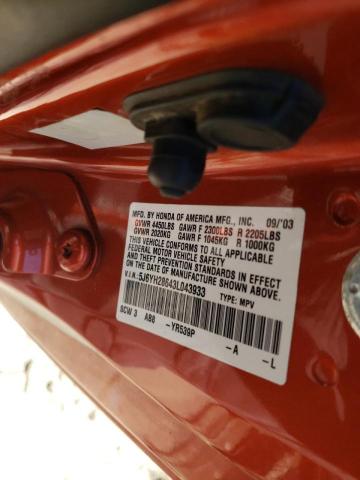 MFD. BY HONDA OF AMERICA MFG., INC. 09/'03
GVWR 4450LBS GAWR F 2300LBS R 2205LBS
GVWR 2020KG GAWR F 1045KG R 1000KG
THIS VEHICLE CONFORMS TO ALL APPLICABLE
FEDERAL MOTOR VEHICLE SAFETY
AND THEFT PREVENTION STANDARDS IN EFFECT
ON THE DATE OF MANUFACTURE SHOWN ABOVE.
V.I.N.:5J6YH28643L043933 TYPE: MPV
SCW 3 AB8 -YR539P -A -L